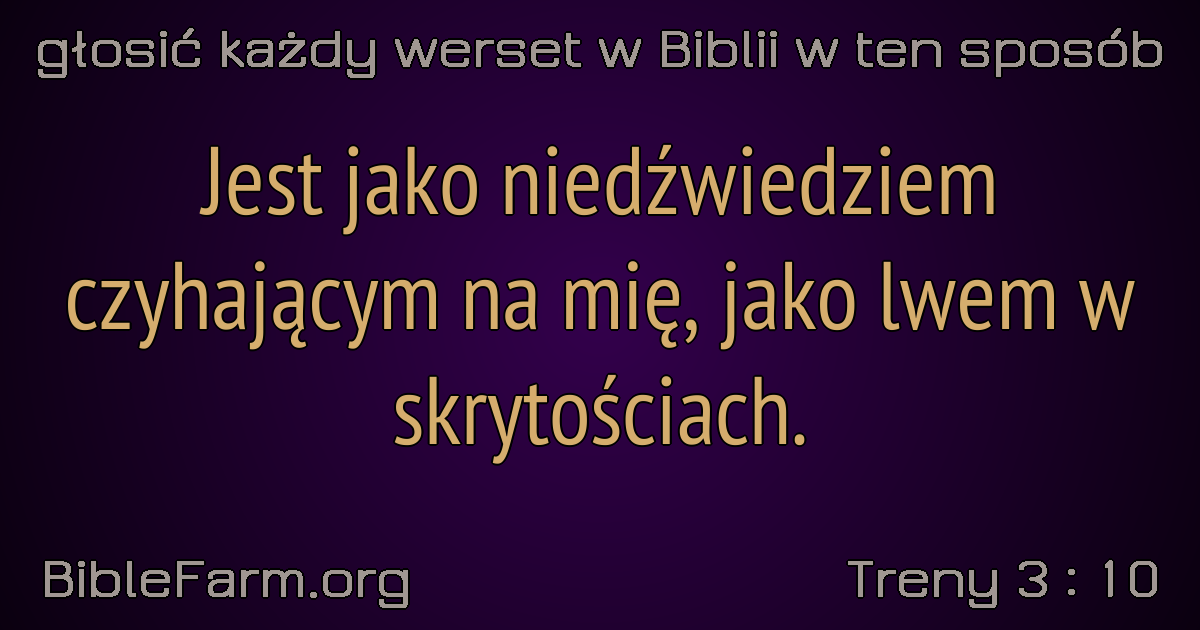 głosić każdy werset w Biblii w ten sposób
Jest jako niedźwiedziem
czyhającym na mię, jako lwem w
skrytościach.
BibleFarm.org
Treny 3 : 10